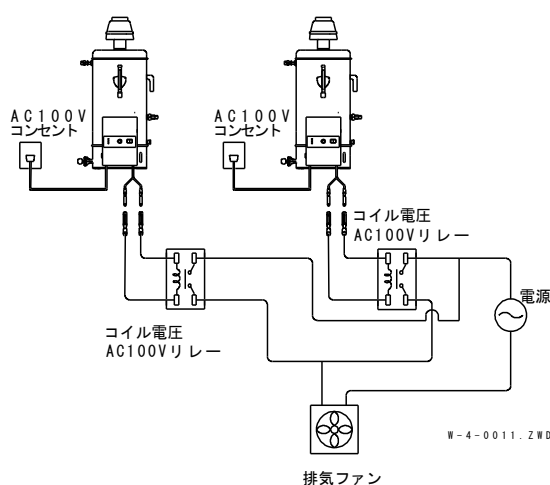 AC100V
コンセント
AC100V
コンセント
コイル電圧
AC100Vリレー
電源
コイル電圧
AC100Vリレー
W-4-0011.ZWD
排気ファン